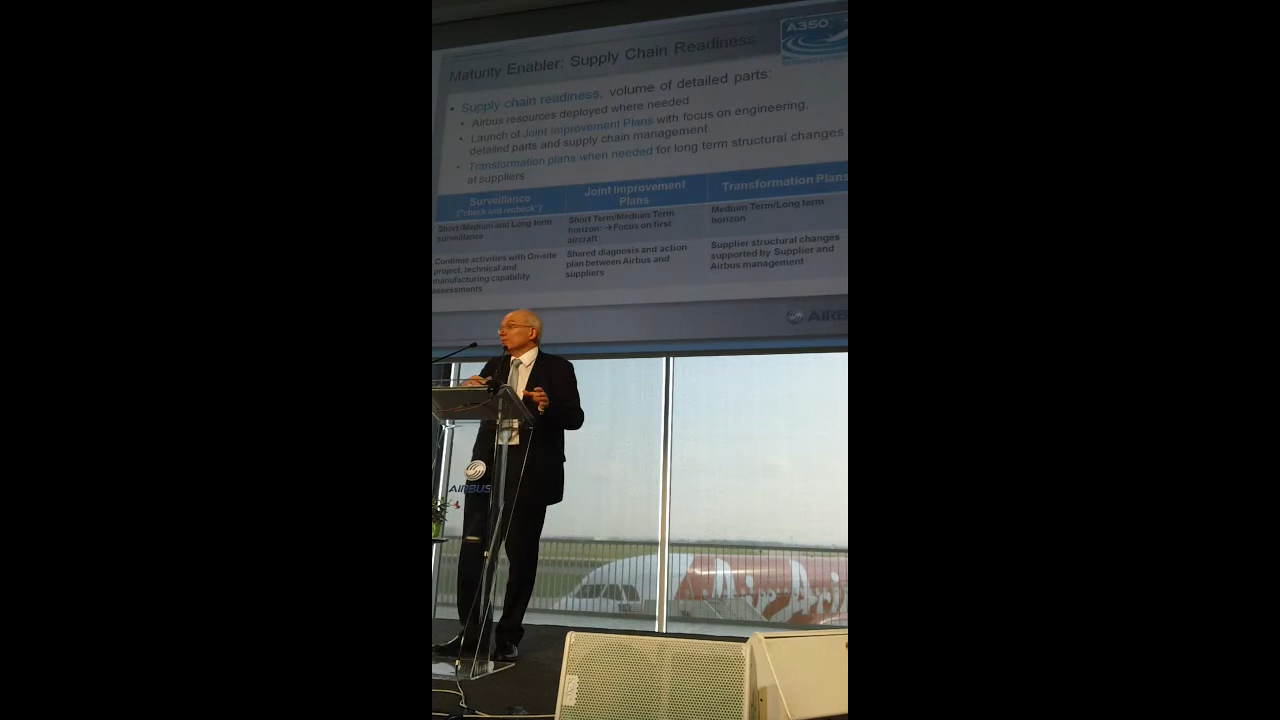 A350
Maturity Enabler: Supply Chain Readiness
• Supply chain readiness, volume of detailed parts:
• Airbus resources deployed where needed
• Launch of Joint Improvement Plans with focus on engineering,
detailed parts and supply chain management
• Transformation plans when needed for long term structural changes
at suppliers
Surveillance
("check and recheck")
Joint Improvement
Plans
Transformation Plans
Short /Medium and Long term
surveillance
Short Term/Medium Term
horizon: →Focus on first
aircraft
Medium Term/Long term
horizon
Continue activities with On-site
project, technical and
manufacturing capability
assessments
Shared diagnosis and action
plan between Airbus and
suppliers
Supplier structural changes
supported by Supplier and
Airbus management
AIRB
AIRBUS